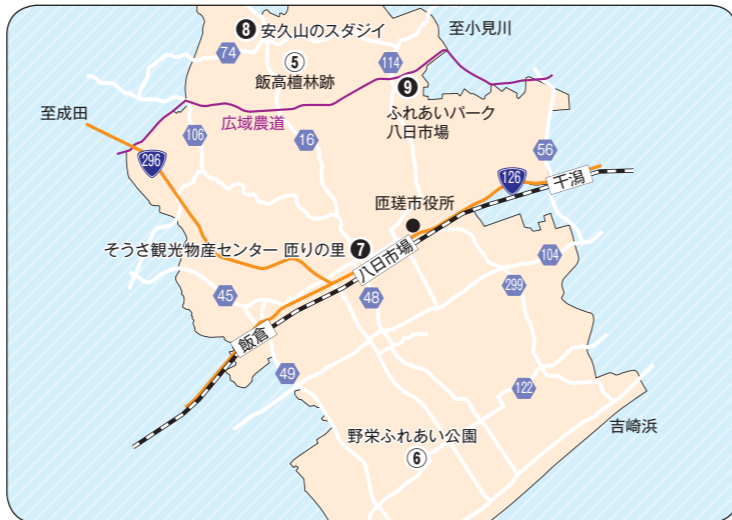 ❽ 安久山のスダジイ
至小見川
74
⑤
飯高檀林跡
114
❾
ふれあいパーク
八日市場
至成田
広域農道
106
16
296
56
126
干潟
匝瑳市役所
そうさ観光物産センター 匝りの里 ❼
八日市場
104
45
48
299
飯倉
49
122
吉崎浜
野栄ふれあい公園
⑥